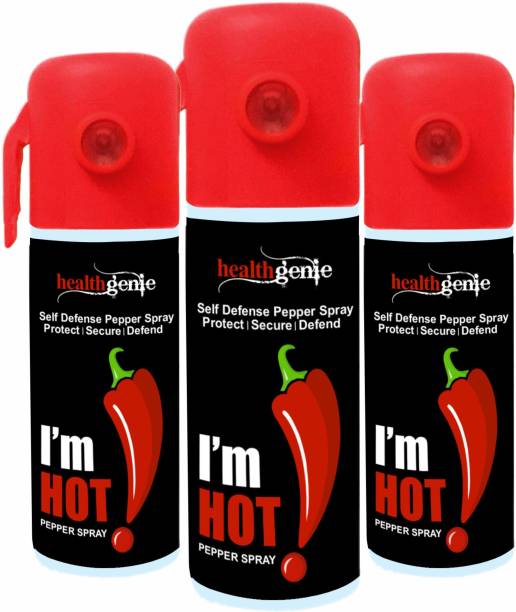 healthgenie
Self Defense Pepper Spray
Protect | Secure | Defend
I'm
HOT
PEPPER SPRAY
healthgenie
Self Defense Pepper Spray
Protect | Secure | Defend
I'm
HOT
PEPPER SPRAY
healthgenie
Self Defense Pepper Spray
Protect | Secure | Defend
I'm
HOT
PEPPER SPRAY